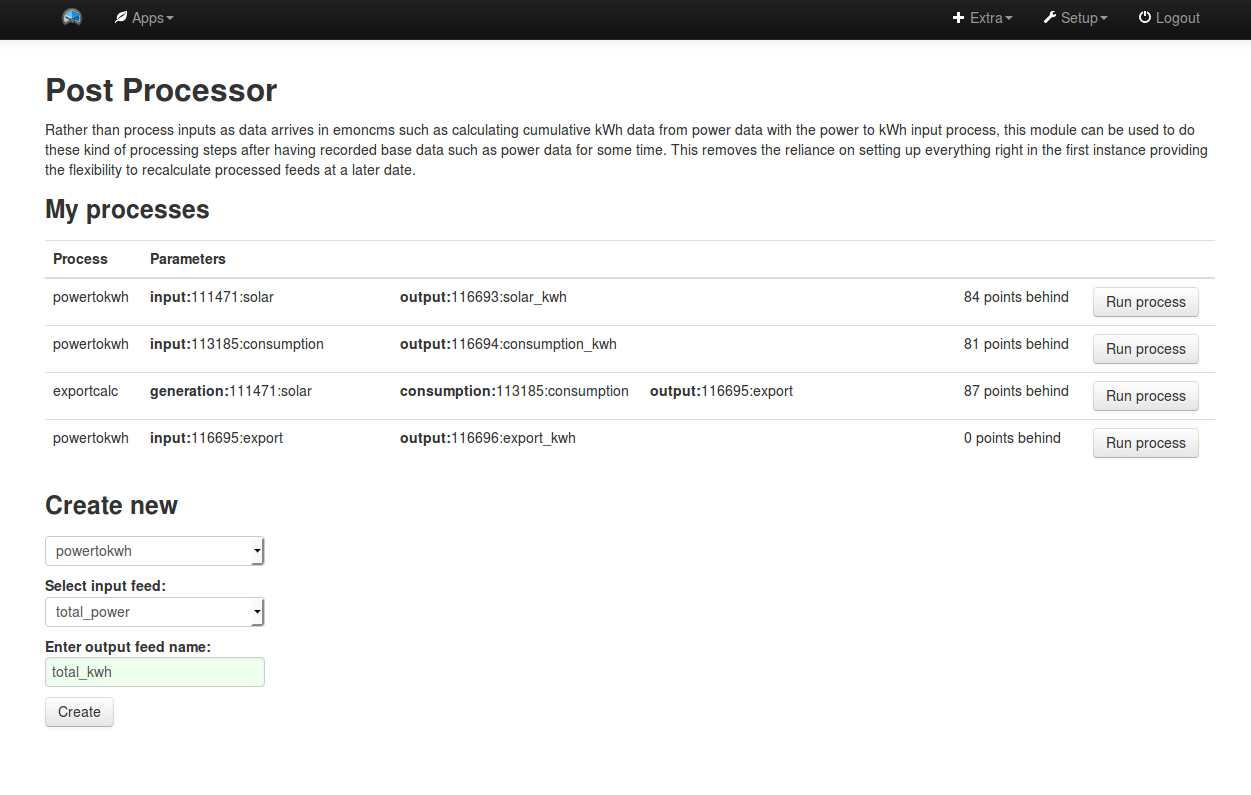 Apps Extra Setup Logout
Post Processor
Rather than process inputs as data arrives in emoncms such as calculating cumulative kWh data from power data with the power to kWh input process, this module can be used to do
these kind of processing steps after having recorded base data such as power data for some time. This removes the reliance on setting up everything right in the first instance providing
the flexibility to recalculate processed feeds at a later date.
My processes
Process Parameters
powertokwh input:111471:solar output:116693:solar_kwh 84 points behind Run process
powertokwh input:113185:consumption output:116694:consumption_kwh 81 points behind Run process
exportcalc generation:111471:solar consumption:113185:consumption output:116695:export 87 points behind Run process
powertokwh input:116695:export output:116696:export_kwh 0 points behind Run process
Create new
powertokwh
Select input feed:
total_power
Enter output feed name:
total_kwh
Create